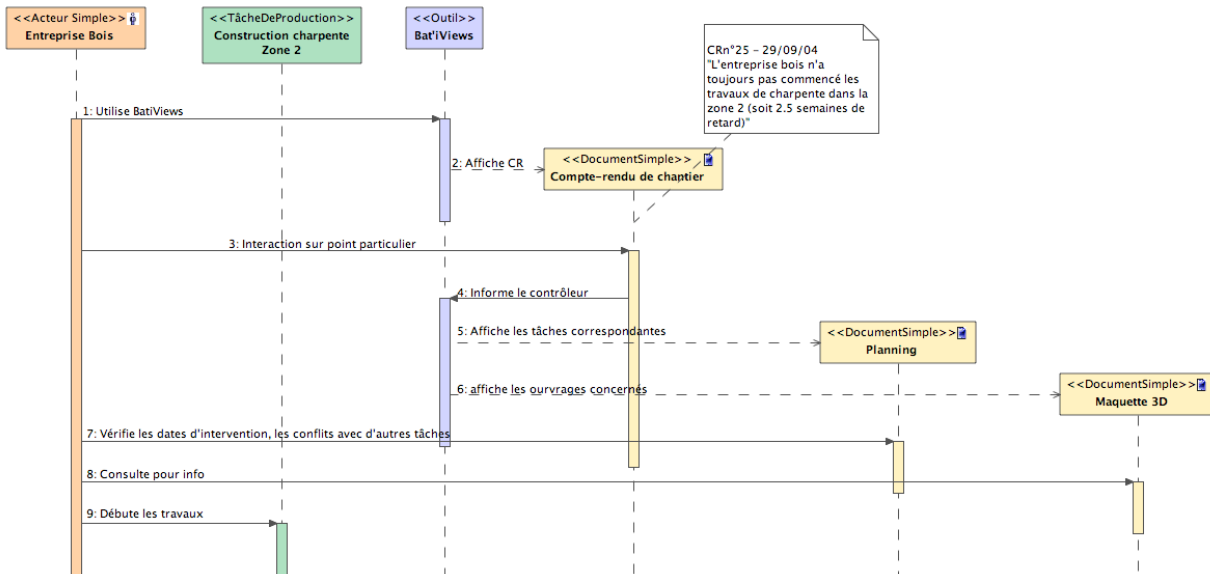 <<Acteur Simple>>
Entreprise Bois
<<TâcheDeProduction>>
Construction charpente
Zone 2
<<Outil>>
Bat'iViews
CRn°25 - 29/09/04
"L'entreprise bois n'a
toujours pas commencé les
travaux de charpente dans la
zone 2 (soit 2.5 semaines de
retard)"
1: Utilise BatiViews
2: Affiche CR
<<DocumentSimple>>
Compte-rendu de chantier
3: Interaction sur point particulier
4: Informe le contrôleur
5: Affiche les tâches correspondantes
<<DocumentSimple>>
Planning
6: affiche les ourvrages concernés
<<DocumentSimple>>
Maquette 3D
7: Vérifie les dates d'intervention, les conflits avec d'autres tâches
8: Consulte pour info
9: Débute les travaux